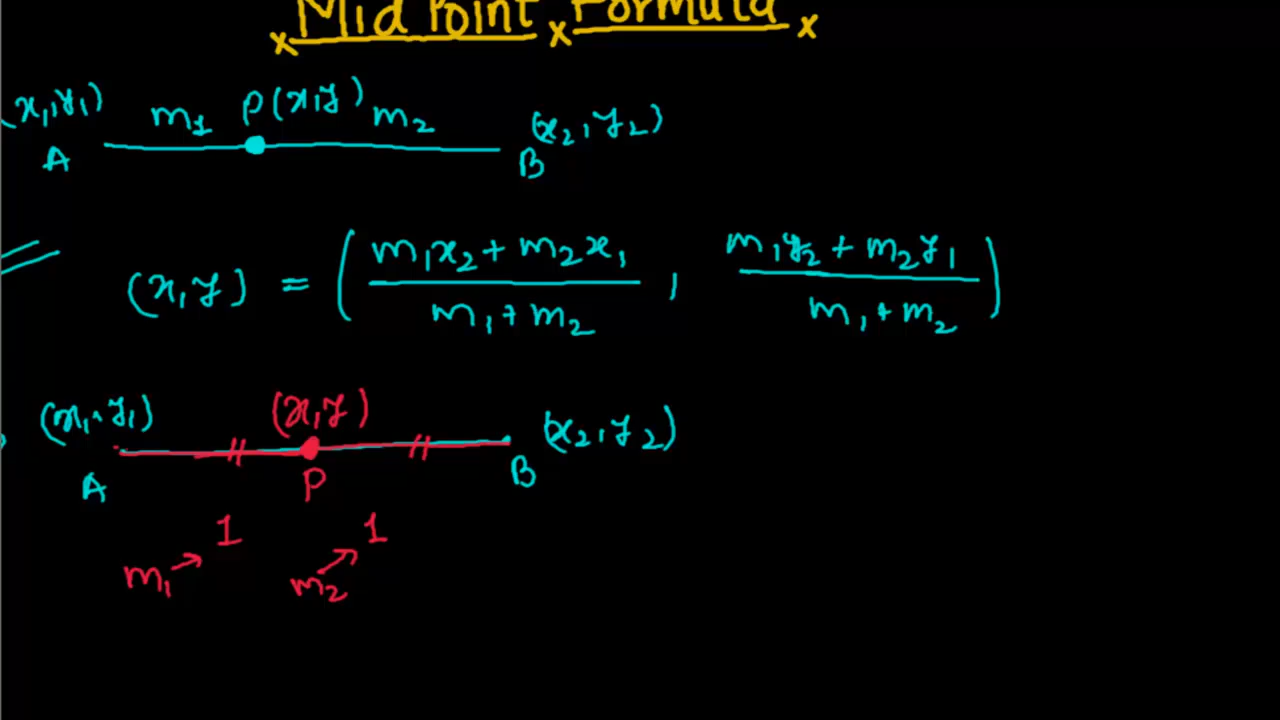 Mid Point Formula
(x₁, y₁) m₁ P(x, y) m₂ (x₂, y₂)
A B
(x, y) = ( (m₁x₂ + m₂x₁) / (m₁ + m₂) , (m₁y₂ + m₂y₁) / (m₁ + m₂) )
(x₁, y₁) (x, y) (x₂, y₂)
A P B
1 1
m₁ → m₂ →